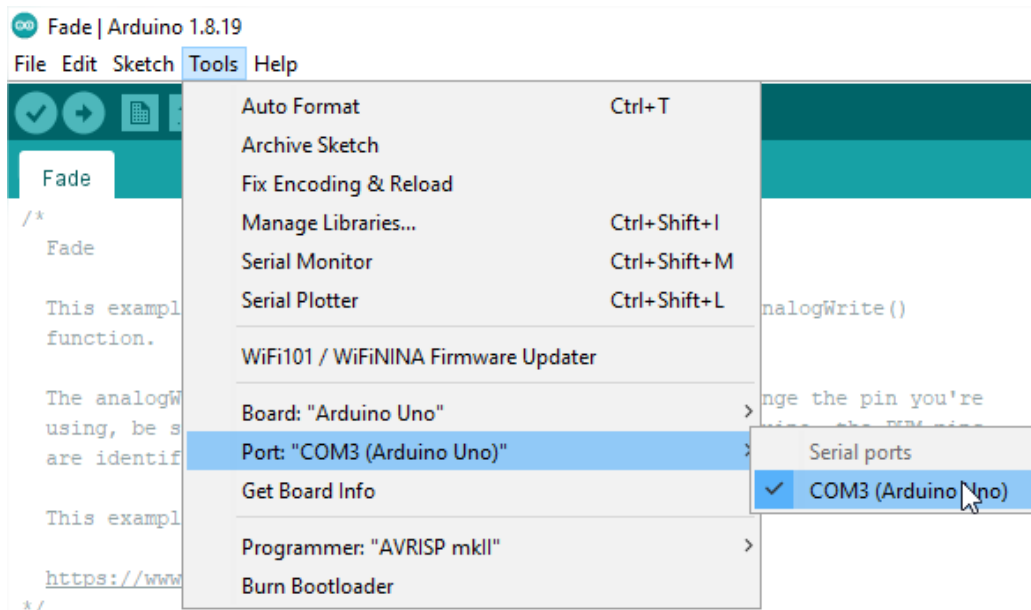 Fade | Arduino 1.8.19
File Edit Sketch Tools Help
Auto Format Ctrl+T
Archive Sketch
Fix Encoding & Reload
Manage Libraries... Ctrl+Shift+I
Serial Monitor Ctrl+Shift+M
Serial Plotter Ctrl+Shift+L
WiFi101 / WiFiNINA Firmware Updater
Board: "Arduino Uno"
Port: "COM3 (Arduino Uno)"
Get Board Info
Programmer: "AVRISP mkII"
Burn Bootloader
Serial ports
COM3 (Arduino Uno)
Fade
/*
Fade
This exampl nalogWrite()
function.
The analogW nge the pin you're
using, be s
are identif
This exampl
https://www
*/